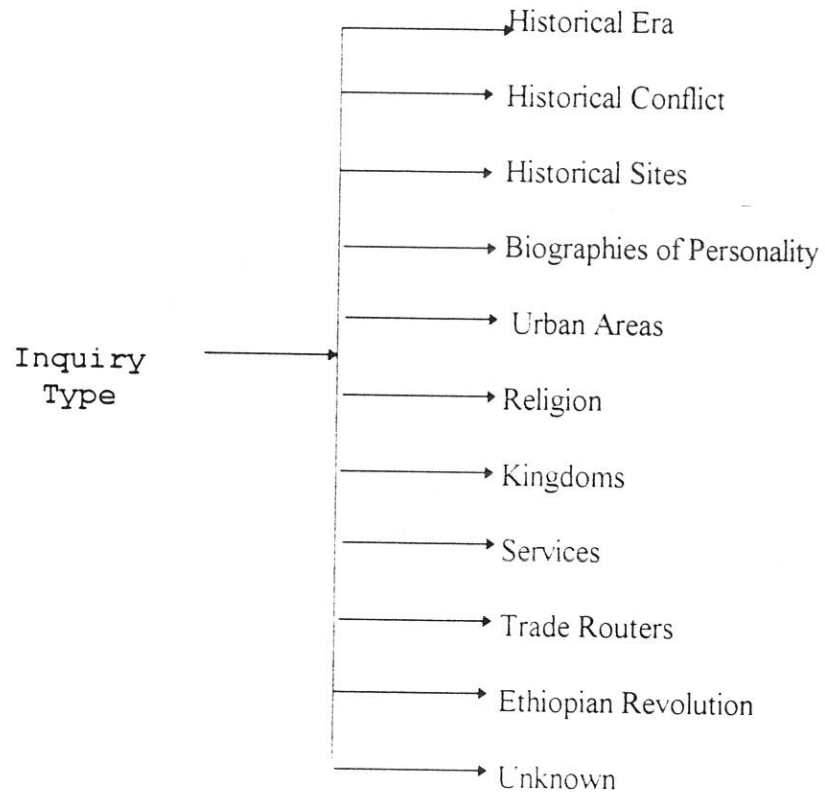 Historical Era
Historical Conflict
Historical Sites
Biographies of Personality
Urban Areas
Inquiry
Type
Religion
Kingdoms
Services
Trade Routers
Ethiopian Revolution
Unknown